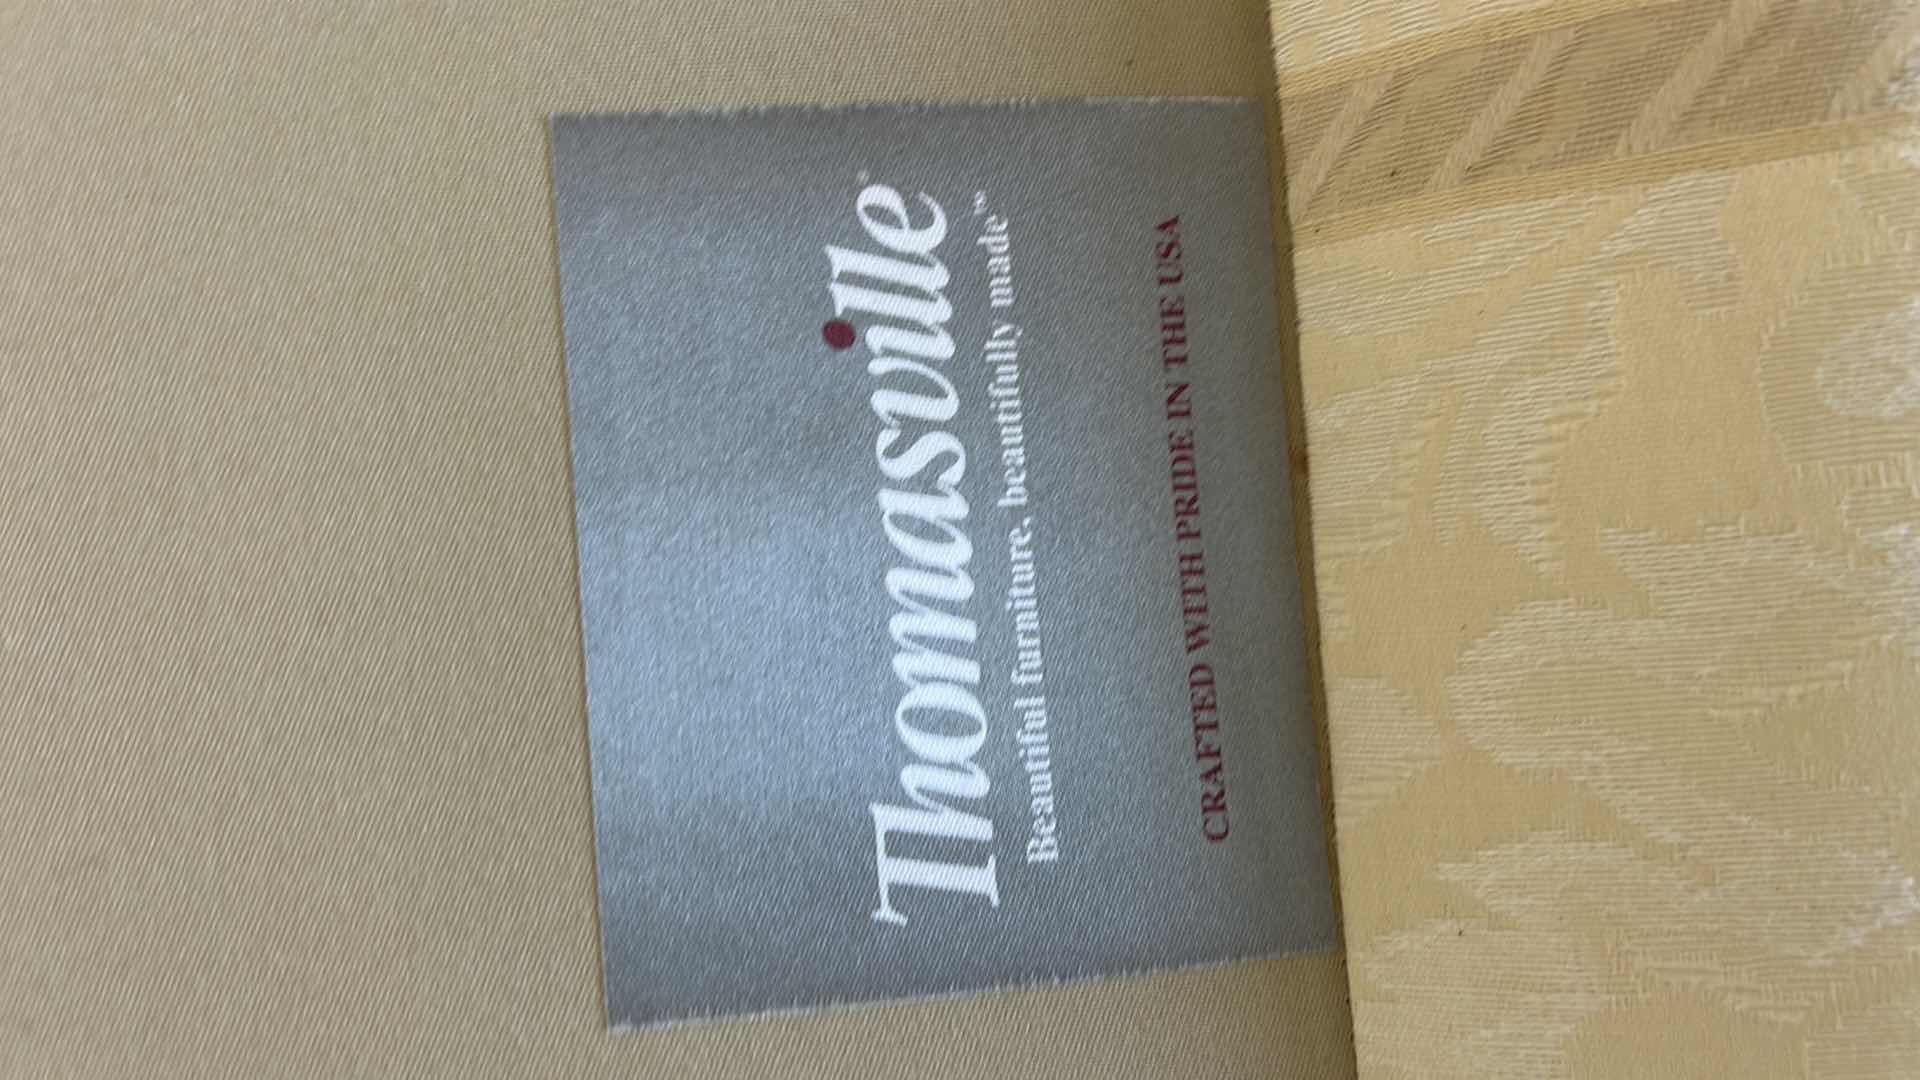 Thomasville
Beautiful furniture, beautifully made™
CRAFTED WITH PRIDE IN THE USA